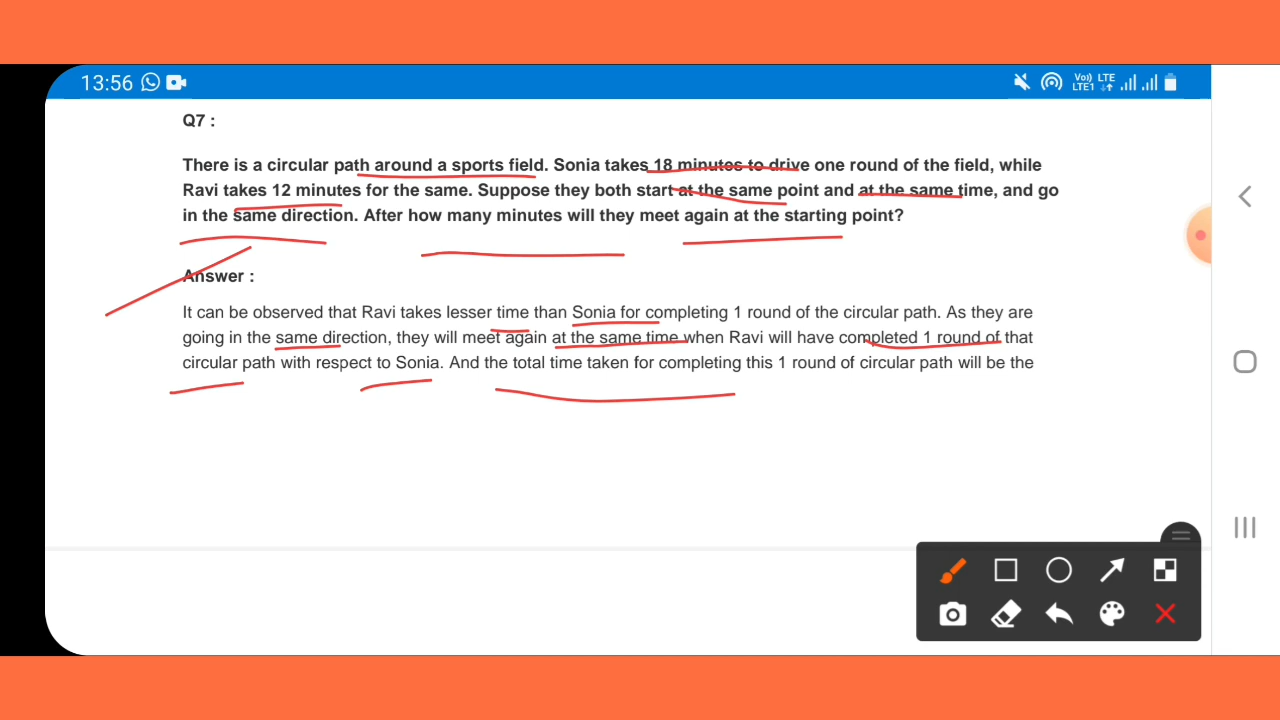 13:56
Vo)) LTE
LTE1
Q7 :
There is a circular path around a sports field. Sonia takes 18 minutes to drive one round of the field, while
Ravi takes 12 minutes for the same. Suppose they both start at the same point and at the same time, and go
in the same direction. After how many minutes will they meet again at the starting point?
Answer :
It can be observed that Ravi takes lesser time than Sonia for completing 1 round of the circular path. As they are
going in the same direction, they will meet again at the same time when Ravi will have completed 1 round of that
circular path with respect to Sonia. And the total time taken for completing this 1 round of circular path will be the